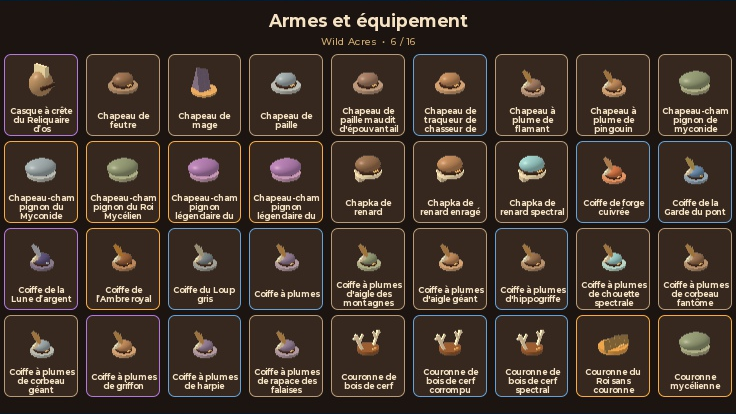 Armes et équipement
Wild Acres • 6 / 16
Casque à crête
du Reliquaire
d'os
Chapeau de
feutre
Chapeau de
mage
Chapeau de
paille
Chapeau de
paille maudit
d'épouvantail
Chapeau de
traqueur de
chasseur de
Chapeau à
plume de
flamant
Chapeau à
plume de
pingouin
Chapeau-cham
pignon de
myconide
Chapeau-cham
pignon du
Myconide
Chapeau-cham
pignon du Roi
Mycélien
Chapeau-cham
pignon
légendaire du
Chapeau-cham
pignon
légendaire du
Chapka de
renard
Chapka de
renard enragé
Chapka de
renard spectral
Coiffe de forge
cuivrée
Coiffe de la
Garde du pont
Coiffe de la
Lune d'argent
Coiffe de
l'Ambre royal
Coiffe du Loup
gris
Coiffe à plumes
Coiffe à plumes
d'aigle des
montagnes
Coiffe à plumes
d'aigle géant
Coiffe à plumes
d'hippogriffe
Coiffe à plumes
de chouette
spectrale
Coiffe à plumes
de corbeau
fantôme
Coiffe à plumes
de corbeau
géant
Coiffe à plumes
de griffon
Coiffe à plumes
de harpie
Coiffe à plumes
de rapace des
falaises
Couronne de
bois de cerf
Couronne de
bois de cerf
corrompu
Couronne de
bois de cerf
spectral
Couronne du
Roi sans
couronne
Couronne
mycélienne